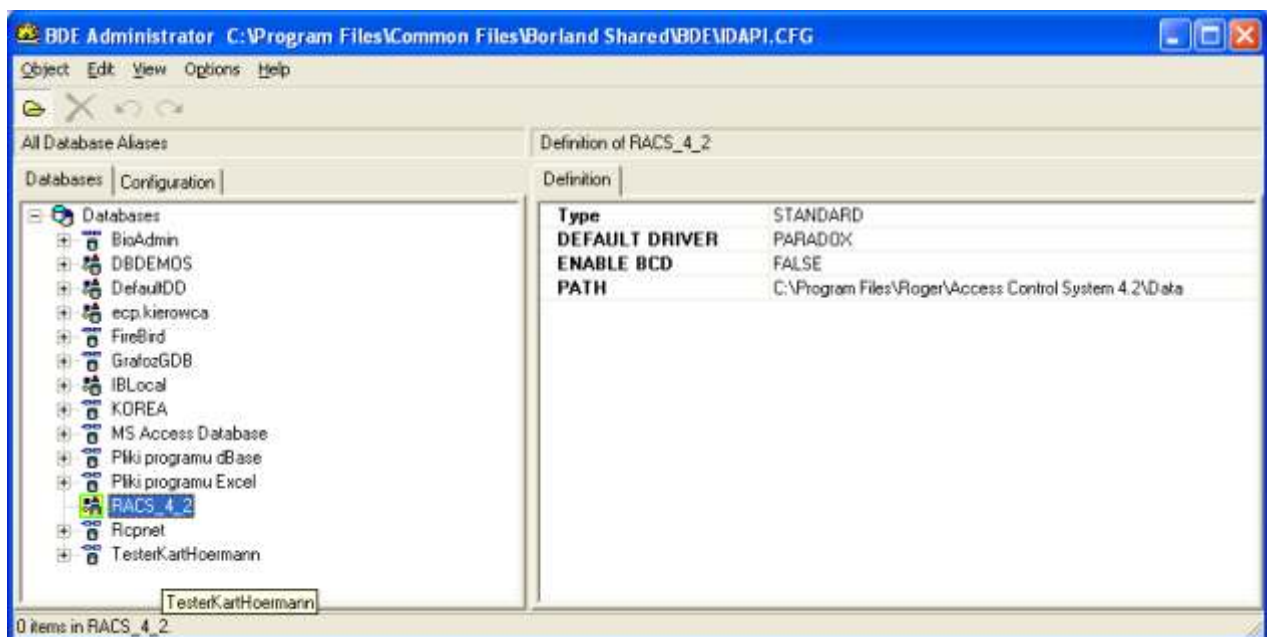 BDE Administrator C:\Program Files\Common Files\Borland Shared\BDE\IDAPI.CFG
Object Edit View Options Help
All Database Aliases
Definition of RACS_4_2
Databases Configuration
Definition
Databases
BioAdmin
DBDEMOS
DefaultDD
ecp.kierowca
FireBird
GrafozGDB
IBLocal
KOREA
MS Access Database
Pliki programu dBase
Pliki programu Excel
RACS_4_2
Rcpnet
TesterKartHoermann
TesterKartHoermann
Type STANDARD
DEFAULT DRIVER PARADOX
ENABLE BCD FALSE
PATH C:\Program Files\Roger\Access Control System 4.2\Data
0 items in RACS_4_2.